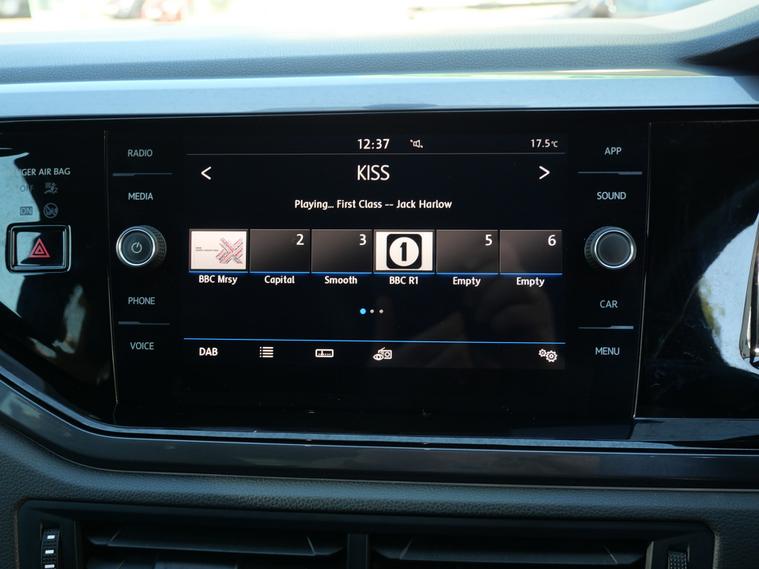 12:37 17.5°C
RADIO KISS APP
MEDIA Playing... First Class -- Jack Harlow SOUND
AIR BAG
OFF
ON
2 3 1 5 6
BBC Mrsy Capital Smooth BBC R1 Empty Empty
PHONE CAR
VOICE DAB MENU